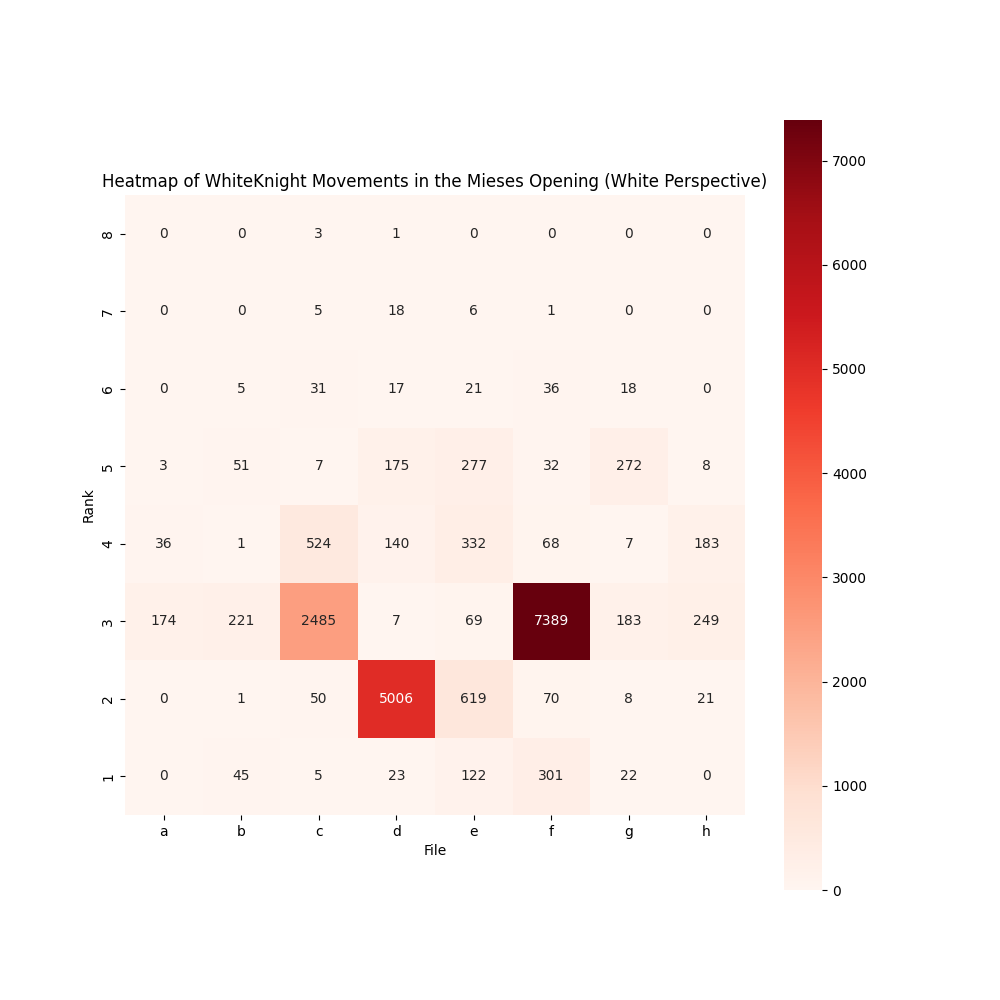 Heatmap of WhiteKnight Movements in the Mieses Opening (White Perspective)
8 0 0 3 1 0 0 0 0
7 0 0 5 18 6 1 0 0
6 0 5 31 17 21 36 18 0
5 3 51 7 175 277 32 272 8
Rank
4 36 1 524 140 332 68 7 183
3 174 221 2485 7 69 7389 183 249
2 0 1 50 5006 619 70 8 21
1 0 45 5 23 122 301 22 0
a b c d e f g h
File
7000
6000
5000
4000
3000
2000
1000
0